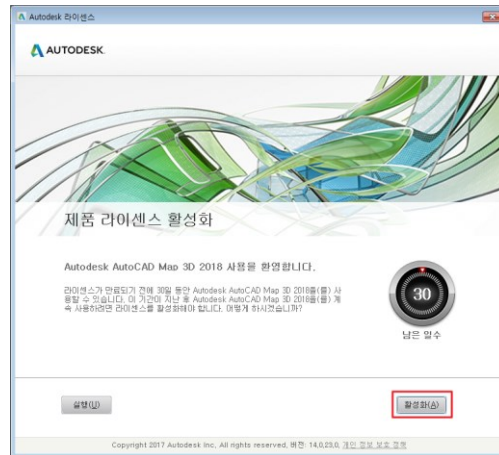 Autodesk 라이센스
AUTODESK.
제품 라이센스 활성화
Autodesk AutoCAD Map 3D 2018 사용을 환영합니다.
라이센스가 만료되기 전에 30일 동안 Autodesk AutoCAD Map 3D 2018을(를) 사
용할 수 있습니다. 이 기간이 지난 후 Autodesk AutoCAD Map 3D 2018을(를) 계
속 사용하려면 라이센스를 활성화해야 합니다. 어떻게 하시겠습니까?
30
남은 일수
실행(U)
활성화(A)
Copyright 2017 Autodesk Inc, All rights reserved, 버전: 14.0.23.0, 개인 정보 보호 정책